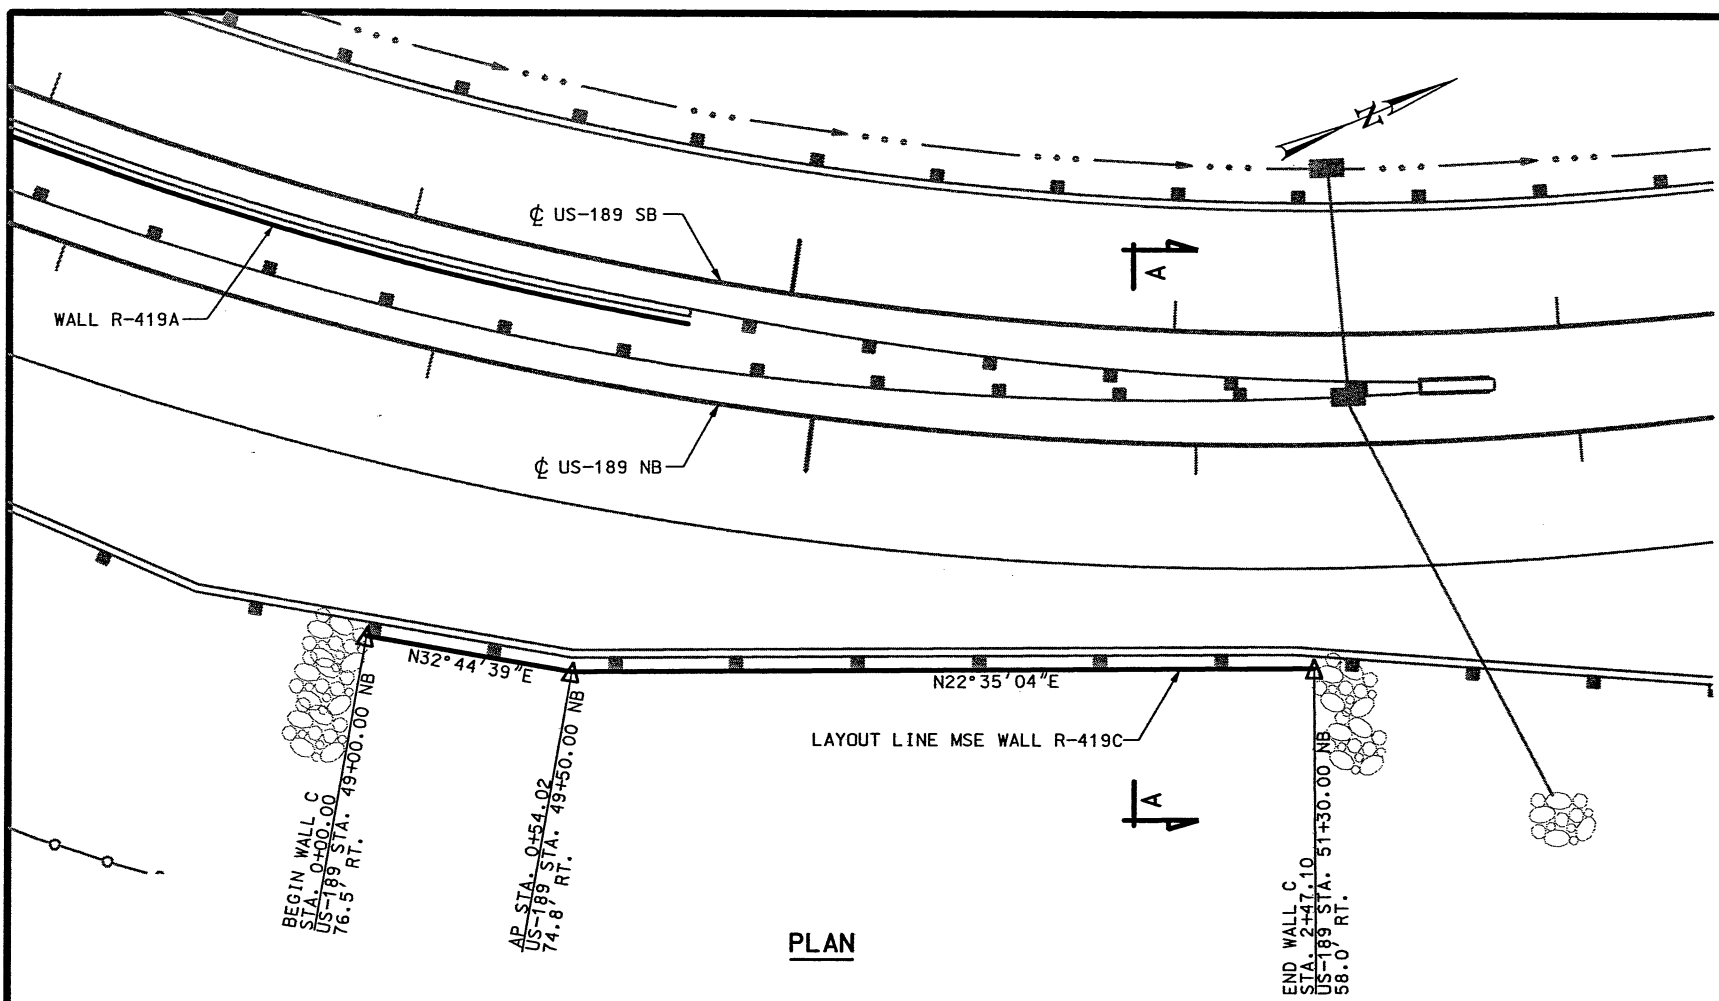 N
℄ US-189 SB
A
WALL R-419A
℄ US-189 NB
N32°44'39"E
N22°35'04"E
LAYOUT LINE MSE WALL R-419C
A
BEGIN WALL C
STA. 0+00.00
US-189 STA. 49+00.00 NB
76.5' RT.
AP STA. 0+54.02
US-189 STA. 49+50.00 NB
74.8' RT.
END WALL C
STA. 2+47.10
US-189 STA. 51+30.00 NB
58.0' RT.
PLAN